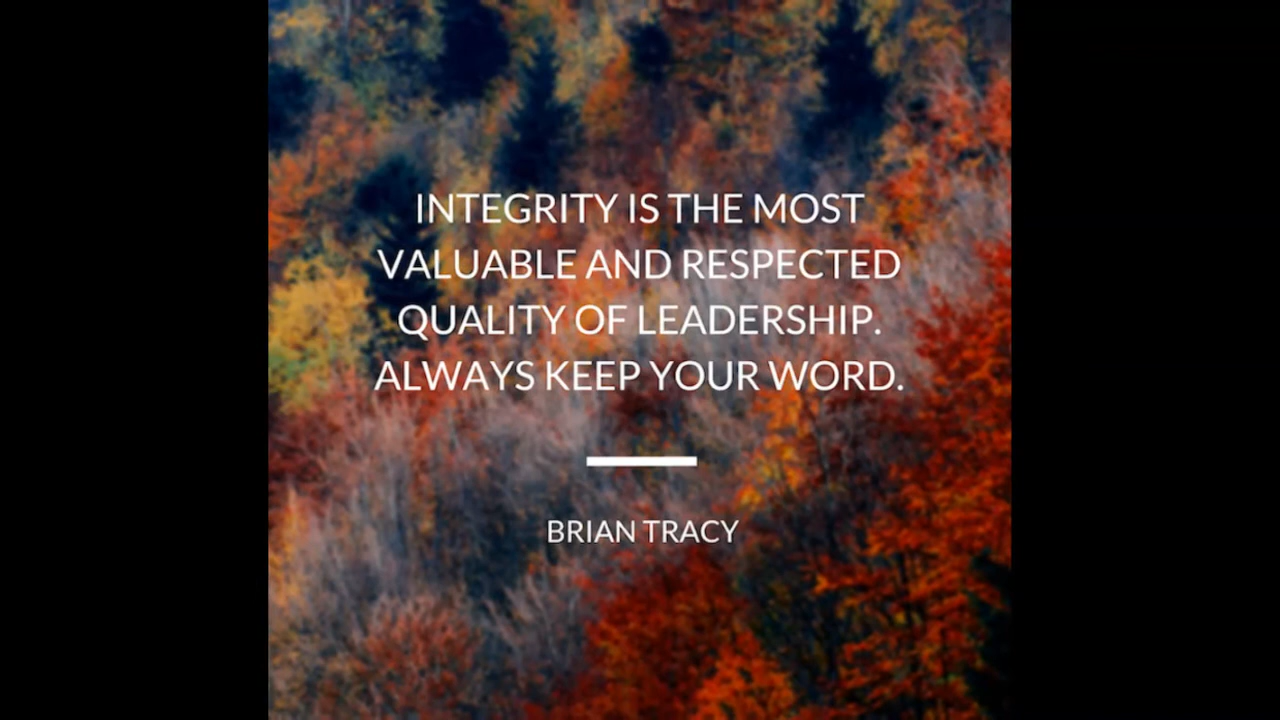 INTEGRITY IS THE MOST
VALUABLE AND RESPECTED
QUALITY OF LEADERSHIP.
ALWAYS KEEP YOUR WORD.
BRIAN TRACY